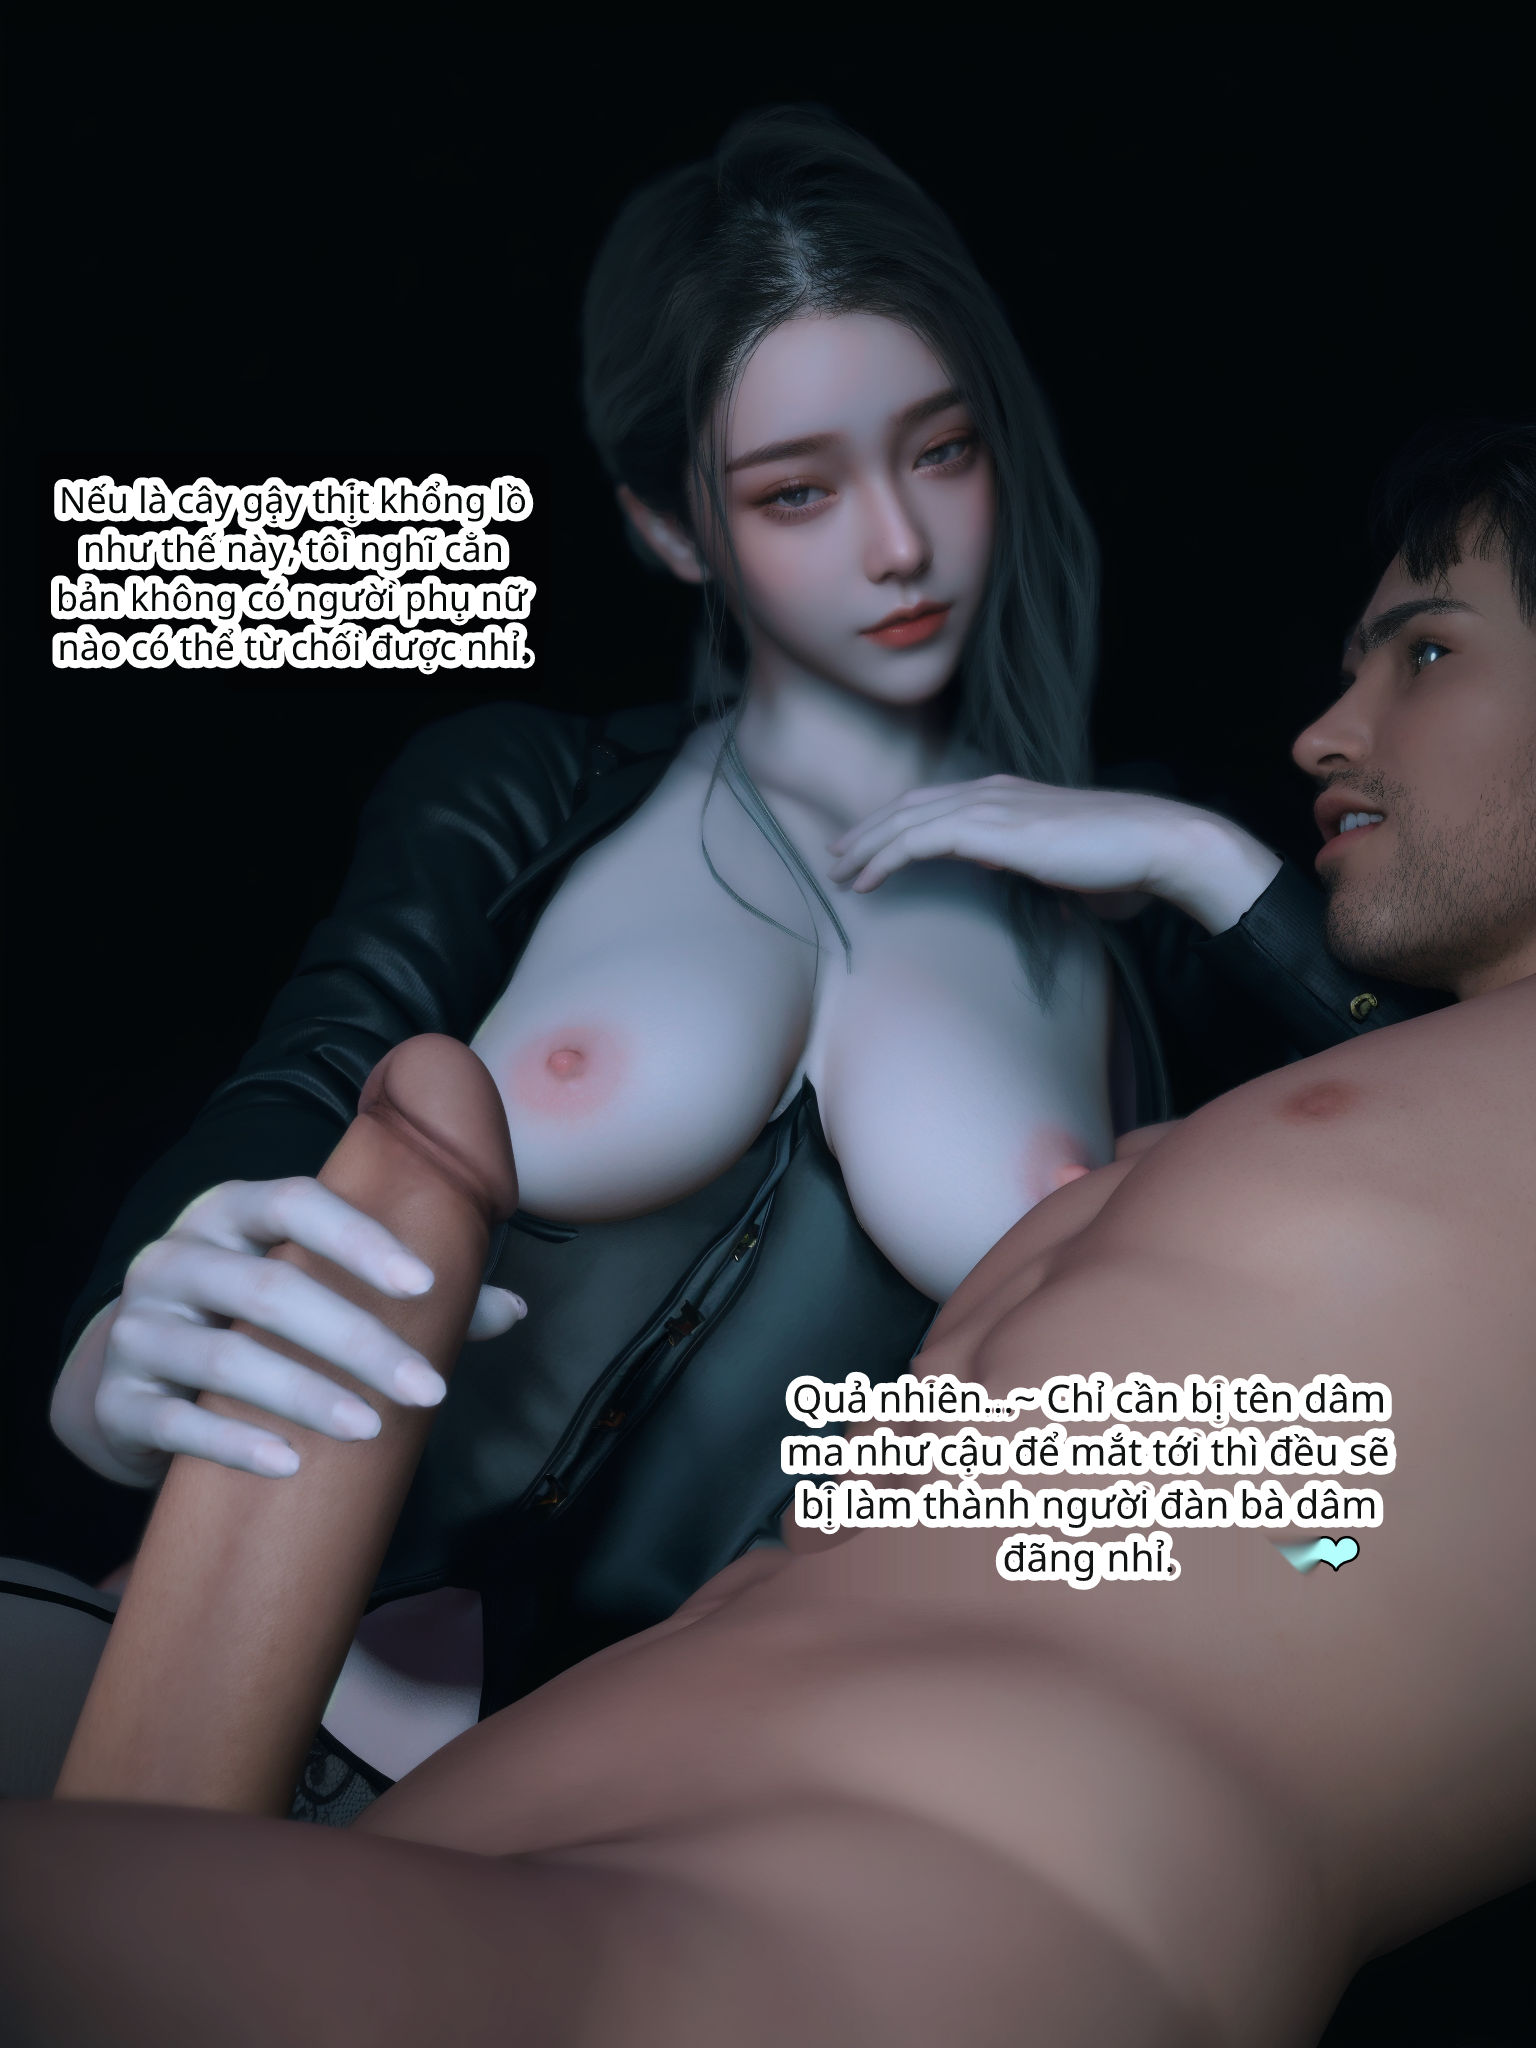 Nếu là cây gậy thịt khổng lồ
như thế này, tôi nghĩ cẳn
bản không có người phụ nữ
nào có thể từ chối được nhỉ.
Quả nhiên...~ Chỉ cần bị tên dâm
ma như cậu để mắt tới thì đều sẽ
bị làm thành người đàn bà dâm
đãng nhỉ.